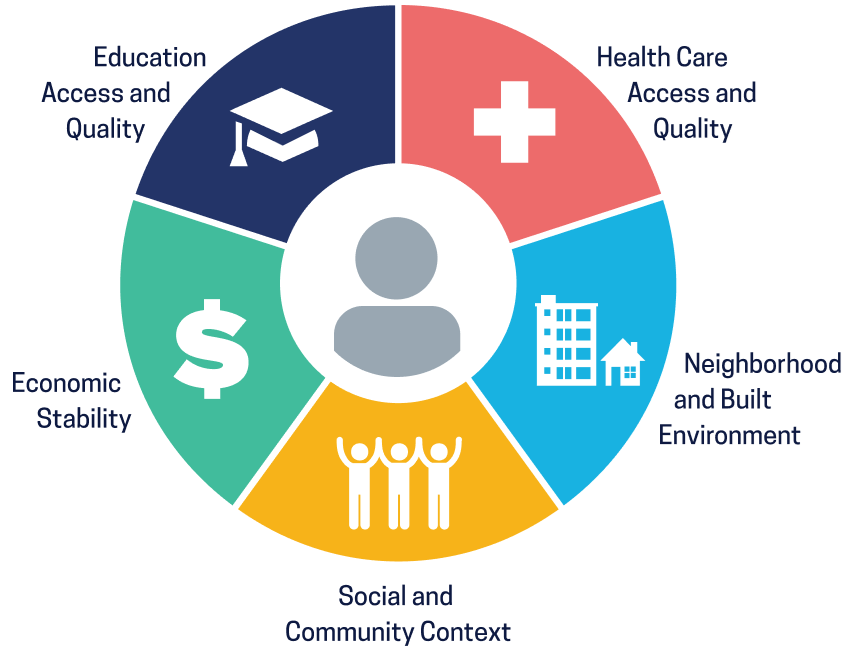 Education
Access and
Quality
Health Care
Access and
Quality
Economic
Stability
Neighborhood
and Built
Environment
Social and
Community Context